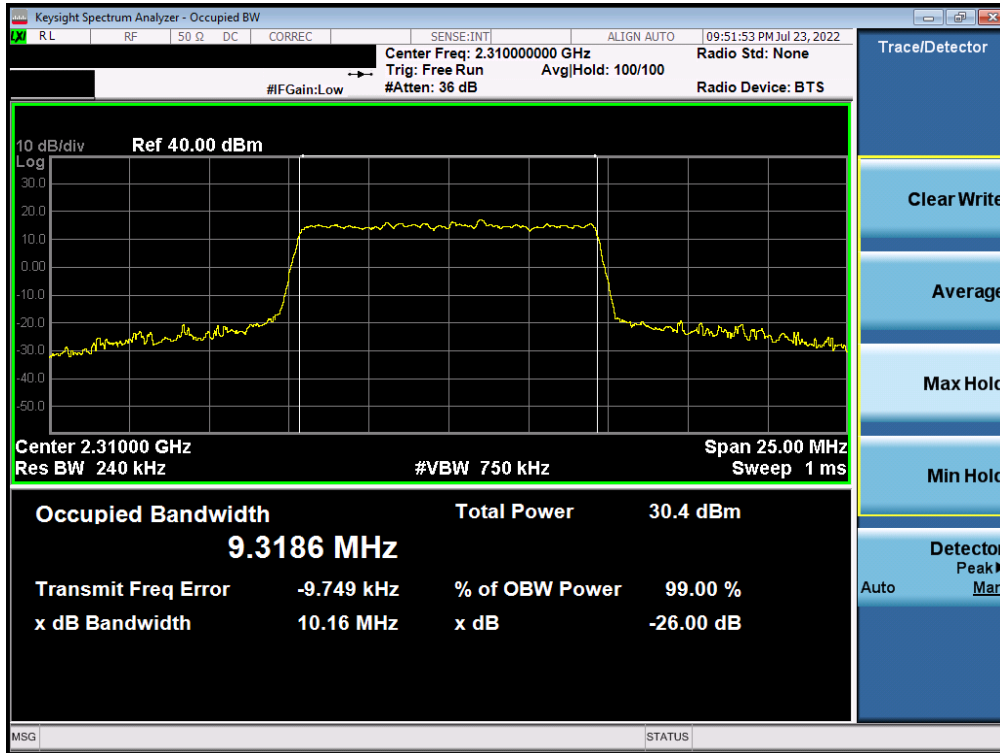 Keysight Spectrum Analyzer - Occupied BW
LXI RL RF 50 Ω DC CORREC SENSE:INT ALIGN AUTO 09:51:53 PM Jul 23, 2022
Center Freq: 2.310000000 GHz Radio Std: None
Trig: Free Run Avg|Hold: 100/100
#IFGain:Low #Atten: 36 dB Radio Device: BTS
Trace/Detector
10 dB/div Ref 40.00 dBm
Log
30.0
20.0
10.0
0.00
-10.0
-20.0
-30.0
-40.0
-50.0
Center 2.31000 GHz Span 25.00 MHz
Res BW 240 kHz #VBW 750 kHz Sweep 1 ms
Occupied Bandwidth Total Power 30.4 dBm
9.3186 MHz
Transmit Freq Error -9.749 kHz % of OBW Power 99.00 %
x dB Bandwidth 10.16 MHz x dB -26.00 dB
Clear Write
Average
Max Hold
Min Hold
Detector
Peak▶
Auto Man
MSG STATUS